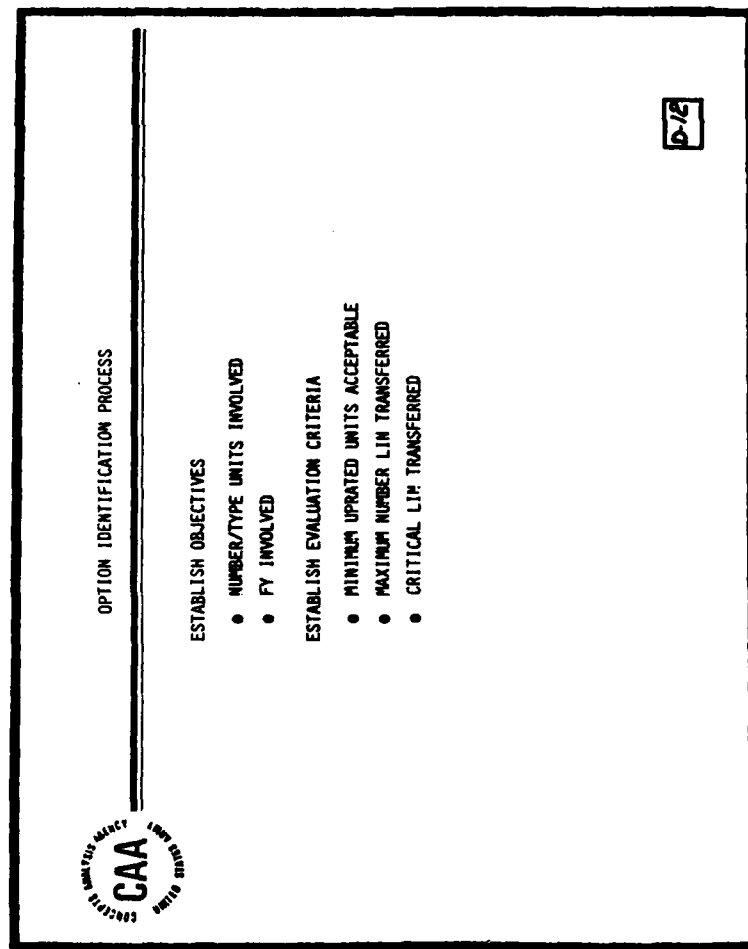 CONCEPTS ANALYSIS AGENCY
CAA
UNITED STATES ARMY
OPTION IDENTIFICATION PROCESS
ESTABLISH OBJECTIVES
● NUMBER/TYPE UNITS INVOLVED
● FY INVOLVED
ESTABLISH EVALUATION CRITERIA
● MINIMUM UPRATED UNITS ACCEPTABLE
● MAXIMUM NUMBER LIN TRANSFERRED
● CRITICAL LIN TRANSFERRED
D-12